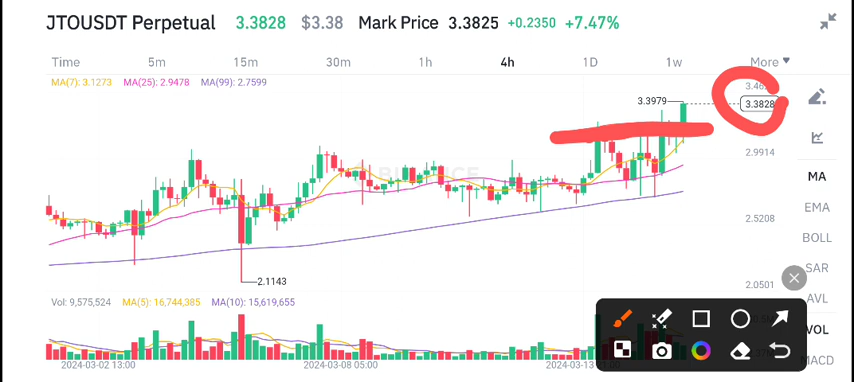 JTOUSDT Perpetual 3.3828 $3.38 Mark Price 3.3825 +0.2350 +7.47%
Time 5m 15m 30m 1h 4h 1D 1w More
MA(7): 3.1273 MA(25): 2.9478 MA(99): 2.7599
3.3979
3.3828
2.9914
MA
EMA
2.5208
BOLL
SAR
2.1143
2.0501
AVL
Vol: 9,575,524 MA(5): 16,744,385 MA(10): 15,619,655
VOL
MACD
2024-03-02 13:00 2024-03-08 05:00